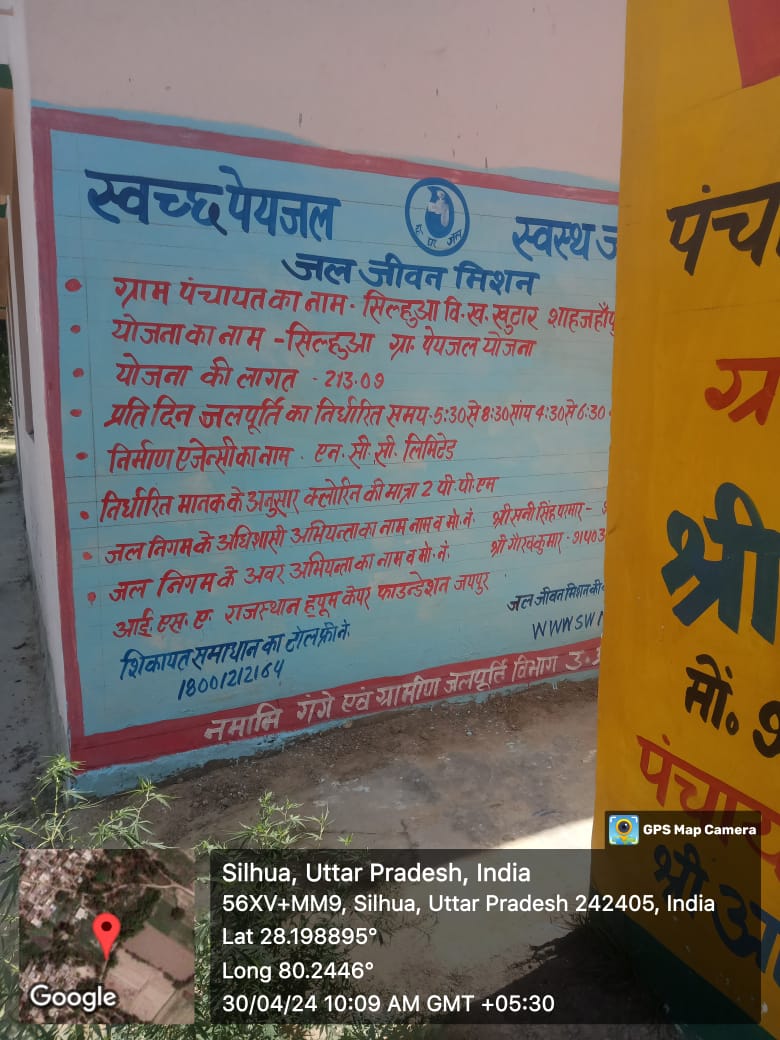 स्वच्छ पेयजल
हर घर जल
स्वस्थ
जल जीवन मिशन
ग्राम पंचायत का नाम - सिल्हुआ वि.ख. खुटार शाहजहाँपु
योजना का नाम - सिल्हुआ ग्रा. पेयजल योजना
योजना की लागत - 213.09
प्रतिदिन जलपूर्ति का निर्धारित समय - 5:30 से 8:30 सांय 4:30 से 6:30
निर्माण एजेन्सी का नाम - एन. सी. सी. लिमिटेड
निर्धारित मानक के अनुसार क्लोरिन की मात्रा 2 पी.पी.एम
जल निगम के अधिशासी अभियन्ता का नाम नाम व मो. नं. श्री सनी सिंह परमार -
जल निगम के अवर अभियन्ता का नाम व मो. नं. श्री गौरव कुमार -
आई. एस. ए. राजस्थान फाउन्डेशन जयपुर
जल जीवन मिशन की
शिकायत समाधान का टोल फ्री नं.
18001212164
WWW.SW
नमामि गंगे एवं ग्रामीण जलपूर्ति विभाग उ.
पंच
ग्र
श्री
मों. 9
पंचाय
श्री
GPS Map Camera
Silhua, Uttar Pradesh, India
56XV+MM9, Silhua, Uttar Pradesh 242405, India
Lat 28.198895°
Long 80.2446°
30/04/24 10:09 AM GMT +05:30
Google